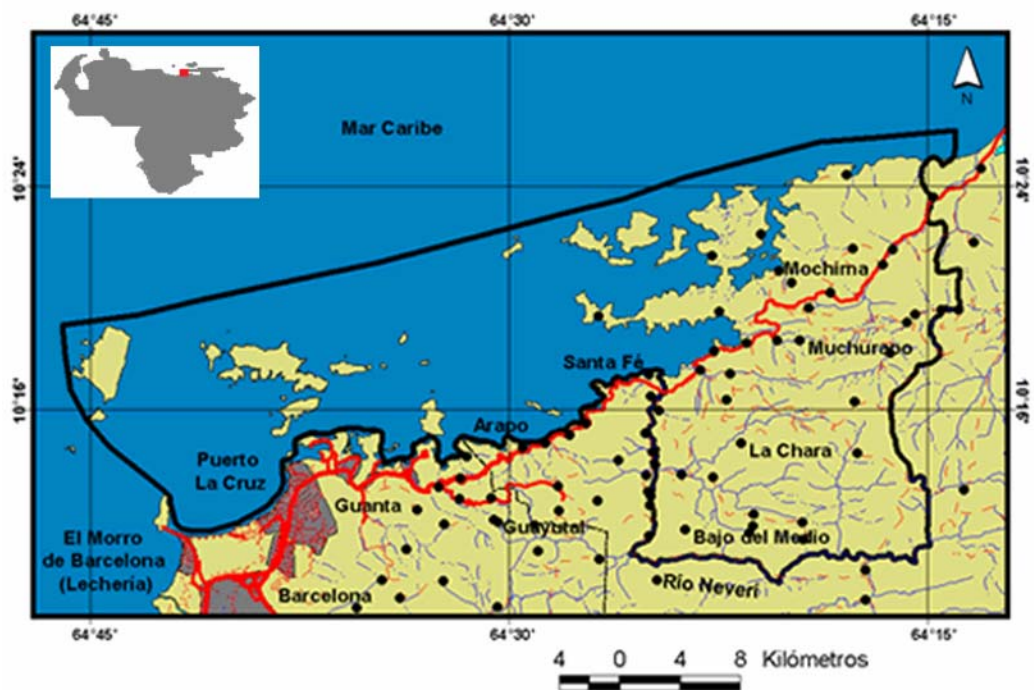 64°45' 64°30' 64°15'
N
Mar Caribe
10°24' 10°24'
Mochima
Muchurapo
Santa Fé
10°16' 10°16'
Arapo
La Chara
Puerto
La Cruz
Guanta
Guayutal
El Morro
de Barcelona
(Lechería)
Bajo del Medio
Barcelona
Río Neverí
64°45' 64°30' 64°15'
4 0 4 8 Kilómetros